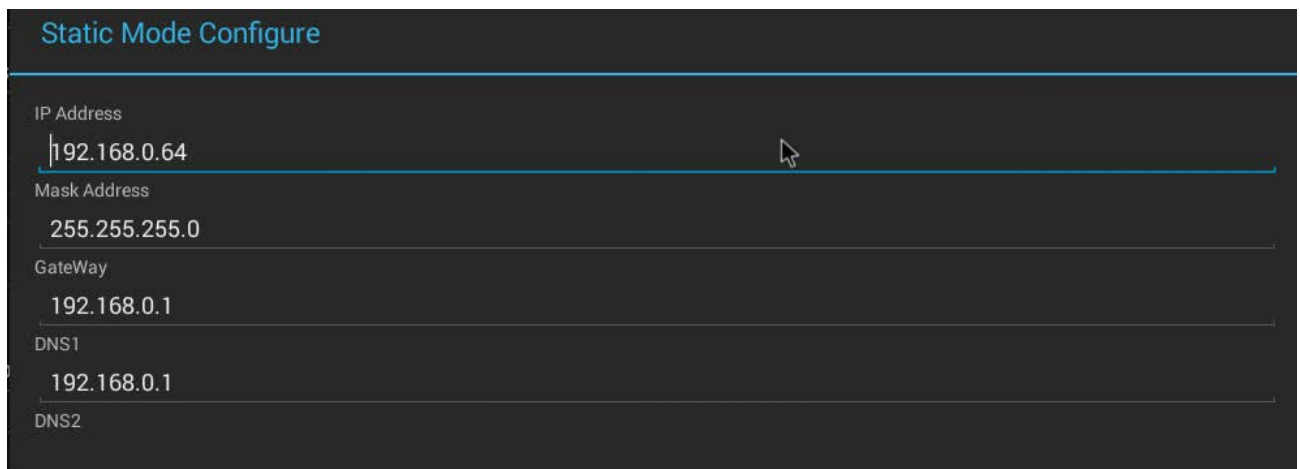 Static Mode Configure
IP Address
192.168.0.64
Mask Address
255.255.255.0
GateWay
192.168.0.1
DNS1
192.168.0.1
DNS2